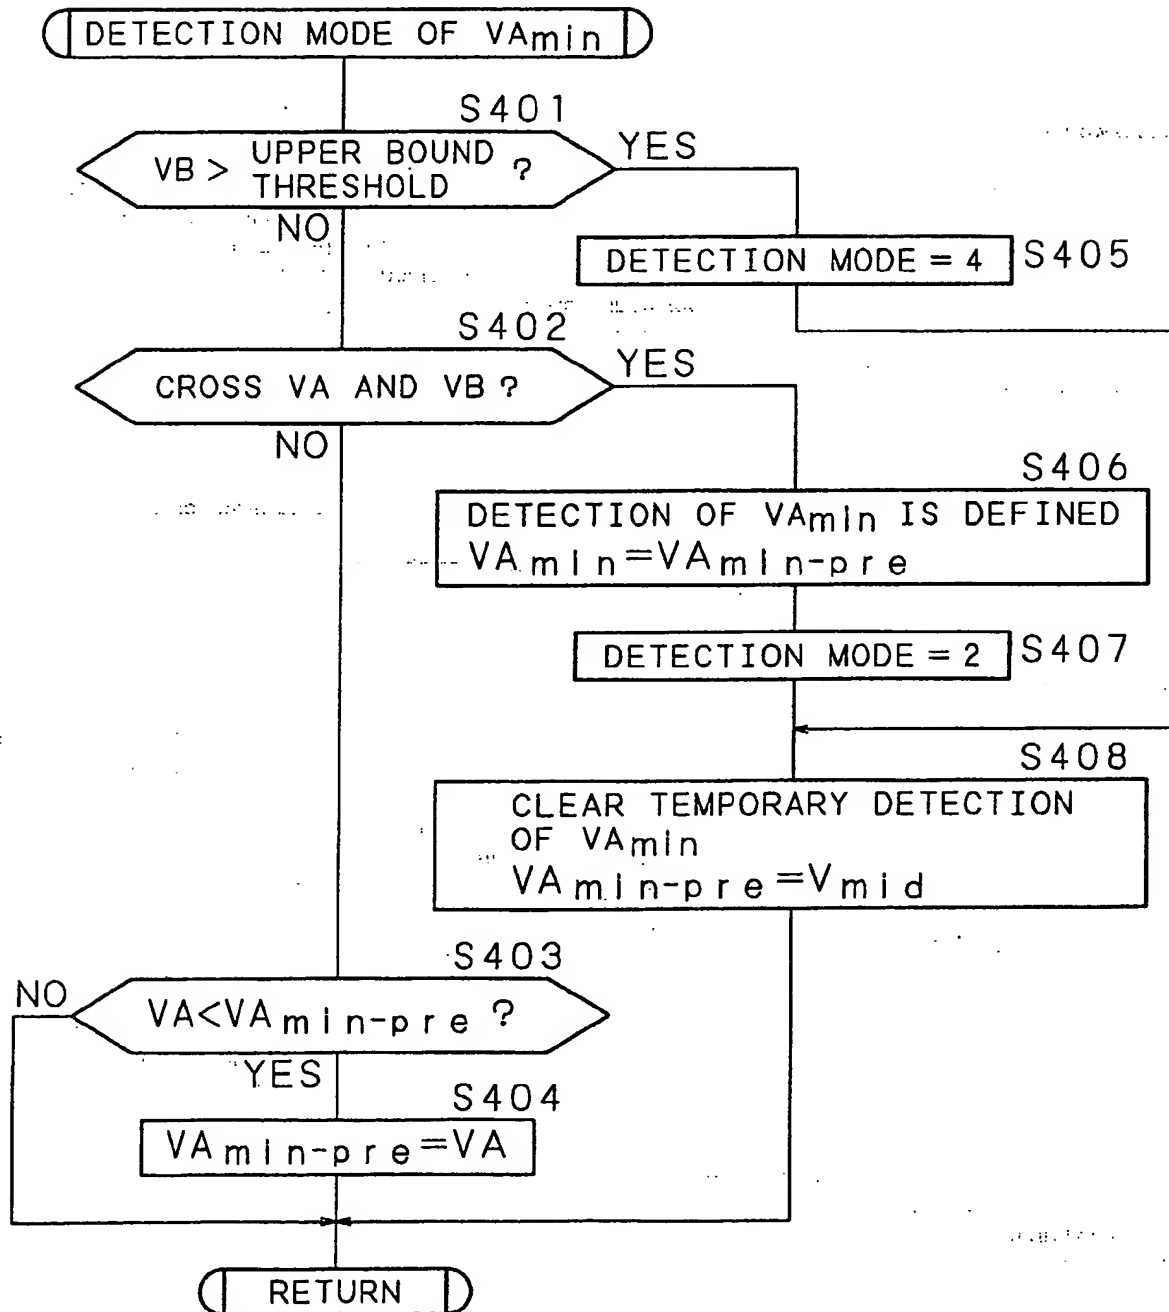 DETECTION MODE OF VAmin
S401
VB > UPPER BOUND THRESHOLD ?
YES
NO
DETECTION MODE = 4
S405
S402
CROSS VA AND VB ?
YES
NO
S406
DETECTION OF VAmin IS DEFINED
VAmin=VAmin-pre
DETECTION MODE = 2
S407
S408
CLEAR TEMPORARY DETECTION
OF VAmin
VAmin-pre=Vmid
S403
NO
VA<VAmin-pre ?
YES
S404
VAmin-pre=VA
RETURN